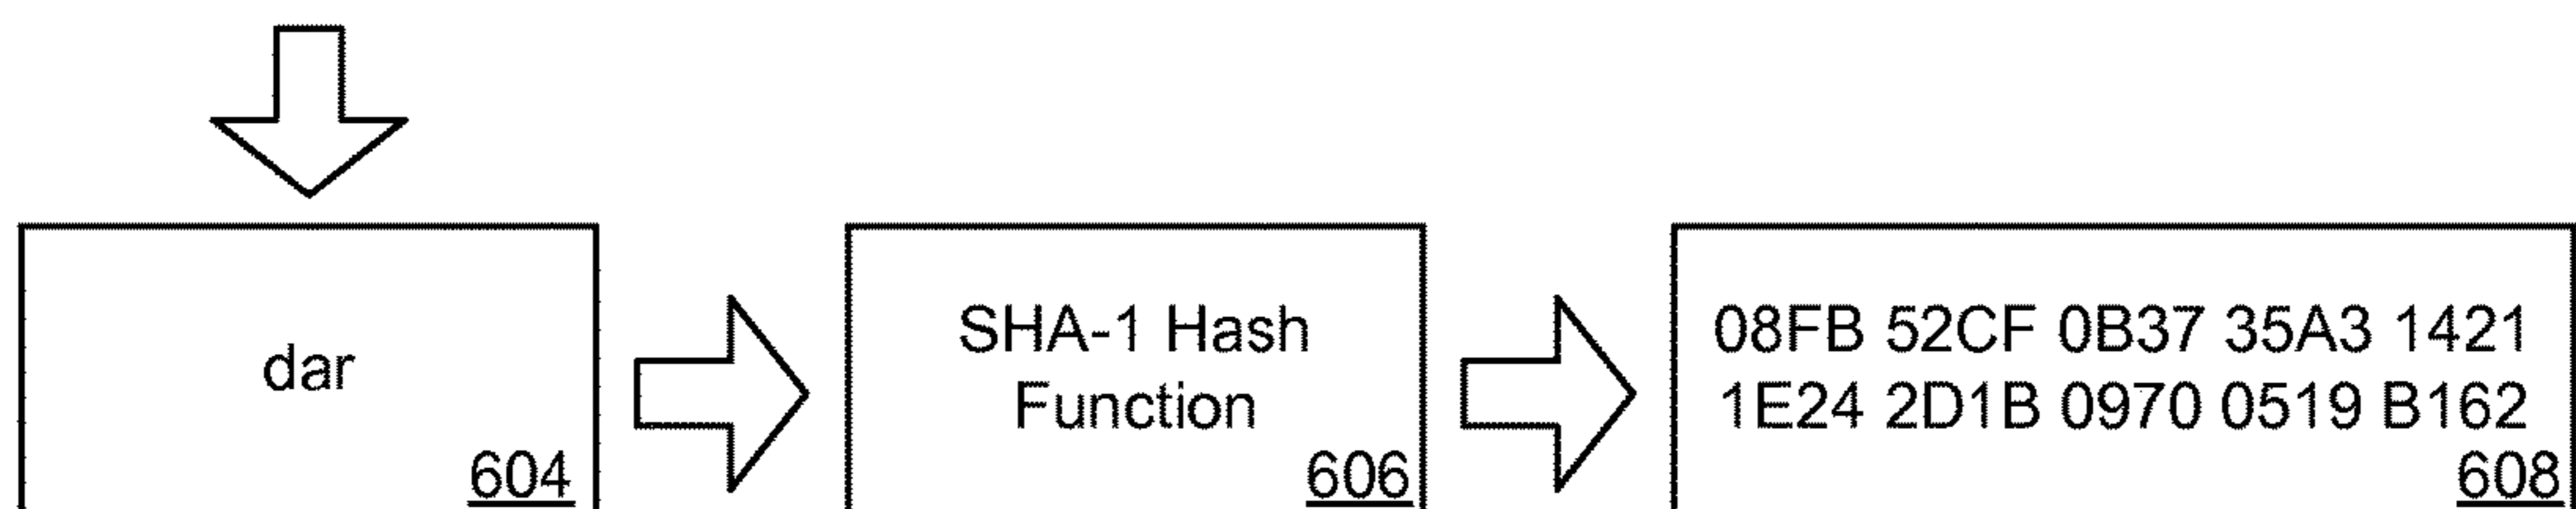 dar
604
SHA-1 Hash
Function
606
08FB 52CF 0B37 35A3 1421
1E24 2D1B 0970 0519 B162
608